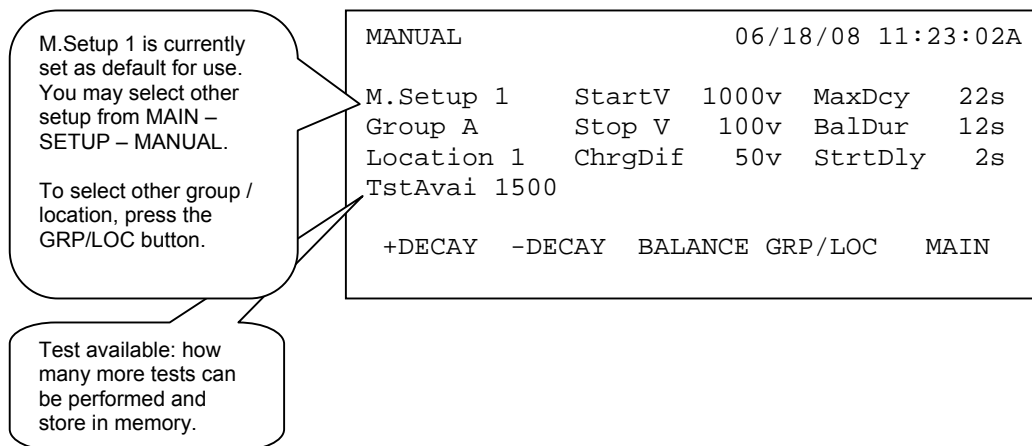 M.Setup 1 is currently
set as default for use.
You may select other
setup from MAIN –
SETUP – MANUAL.
To select other group /
location, press the
GRP/LOC button.
MANUAL 06/18/08 11:23:02A
M.Setup 1 StartV 1000v MaxDcy 22s
Group A Stop V 100v BalDur 12s
Location 1 ChrgDif 50v StrtDly 2s
TstAvai 1500
+DECAY -DECAY BALANCE GRP/LOC MAIN
Test available: how
many more tests can
be performed and
store in memory.